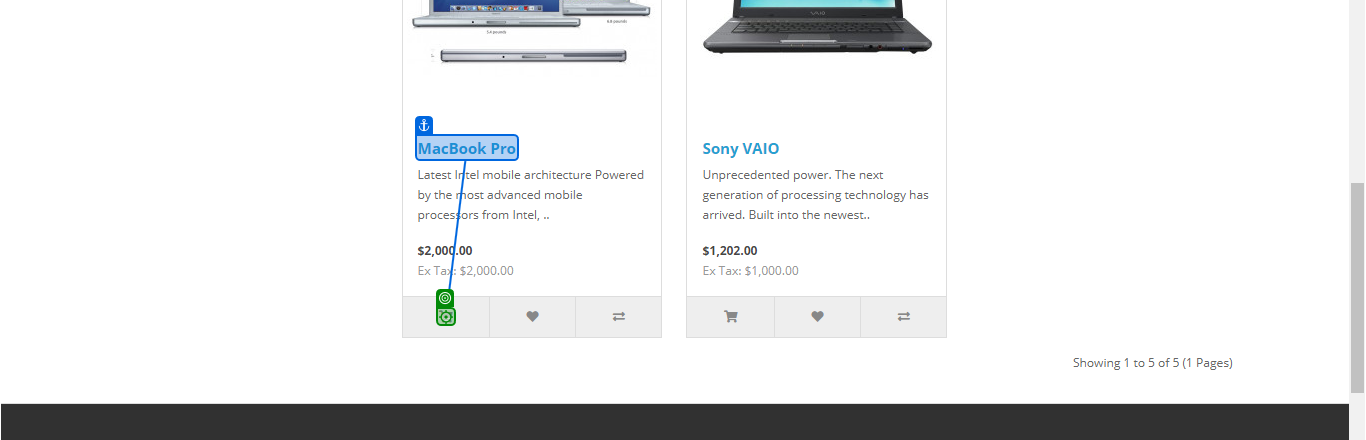 5.4 pounds
6.8 pounds
VAIO
MacBook Pro
Latest Intel mobile architecture Powered
by the most advanced mobile
processors from Intel, ..
$2,000.00
Ex Tax: $2,000.00
Sony VAIO
Unprecedented power. The next
generation of processing technology has
arrived. Built into the newest..
$1,202.00
Ex Tax: $1,000.00
Showing 1 to 5 of 5 (1 Pages)